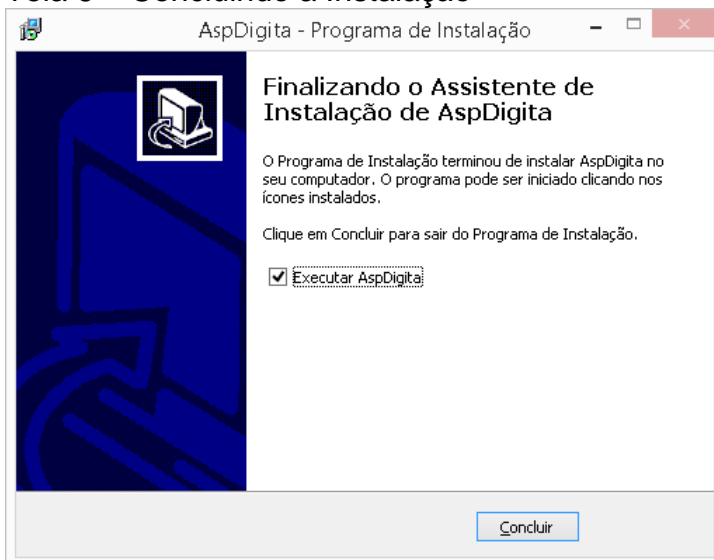 AspDigita - Programa de Instalação
Finalizando o Assistente de
Instalação de AspDigita
O Programa de Instalação terminou de instalar AspDigita no
seu computador. O programa pode ser iniciado clicando nos
ícones instalados.
Clique em Concluir para sair do Programa de Instalação.
Executar AspDigita
Concluir